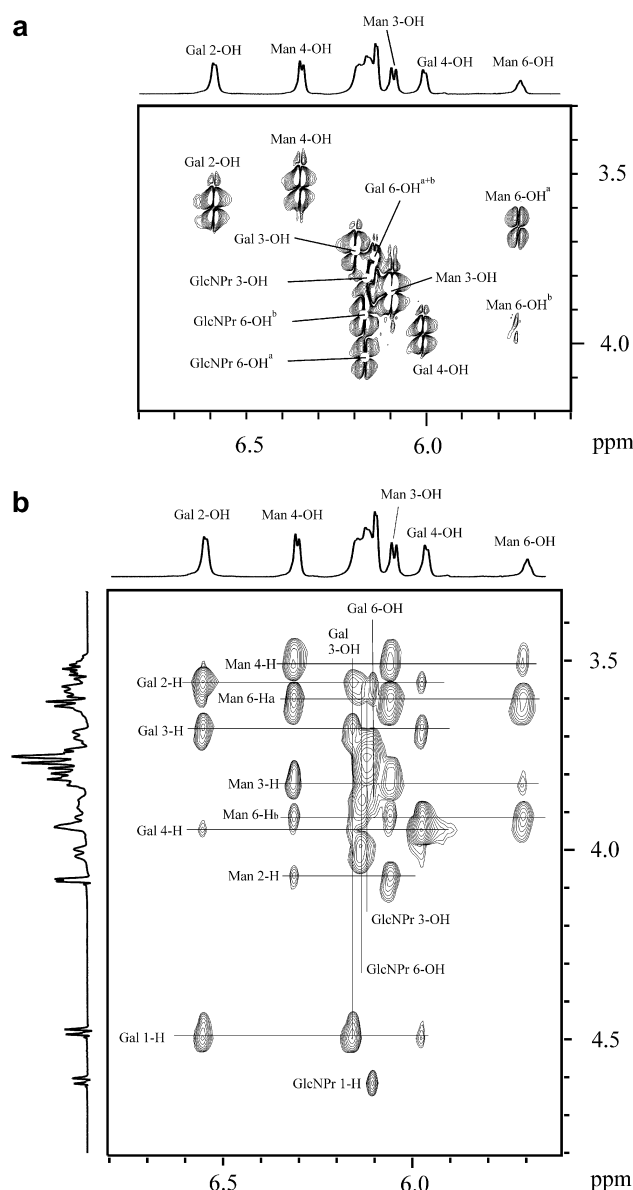 a
Man 3-OH
Gal 2-OH
Man 4-OH
Gal 4-OH
Man 6-OH
Man 4-OH
Gal 2-OH
Gal 6-OHᵃ⁺ᵇ
Man 6-OHᵃ
3.5
Gal 3-OH
GlcNPr 3-OH
Man 3-OH
GlcNPr 6-OHᵇ
Man 6-OHᵇ
4.0
GlcNPr 6-OHᵃ
Gal 4-OH
6.5
6.0
ppm
b
Man 3-OH
Gal 2-OH
Man 4-OH
Gal 4-OH
Man 6-OH
Gal 6-OH
Gal
3-OH
Man 4-H
3.5
Gal 2-H
Man 6-Ha
Gal 3-H
Man 3-H
Man 6-Hb
Gal 4-H
4.0
Man 2-H
GlcNPr 3-OH
GlcNPr 6-OH
Gal 1-H
4.5
GlcNPr 1-H
6.5
6.0
ppm